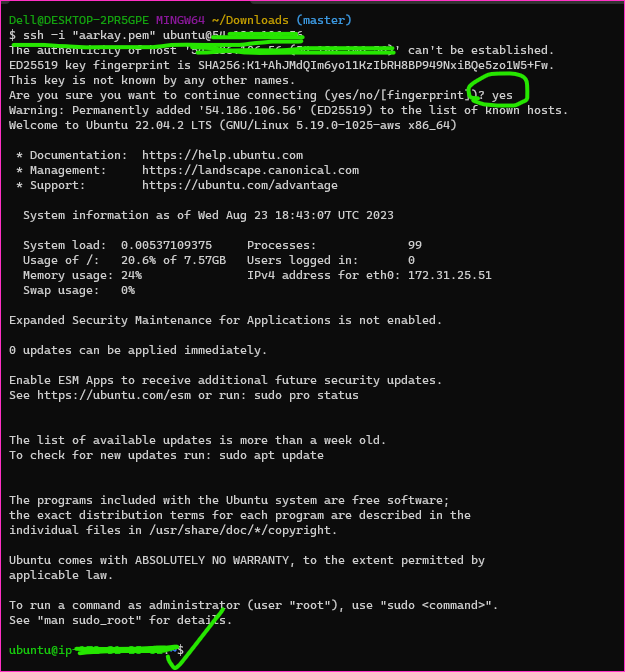 Dell@DESKTOP-2PR5GPE MINGW64 ~/Downloads (master)
$ ssh -i "aarkay.pem" ubuntu@
The authenticity of host ' can't be established.
ED25519 key fingerprint is SHA256:K1+AhJMdQIm6yo11KzIbRH8BP949NxiBQe5zo1W5+Fw.
This key is not known by any other names.
Are you sure you want to continue connecting (yes/no/[fingerprint])? yes
Warning: Permanently added '54.186.106.56' (ED25519) to the list of known hosts.
Welcome to Ubuntu 22.04.2 LTS (GNU/Linux 5.19.0-1025-aws x86_64)
* Documentation: https://help.ubuntu.com
* Management: https://landscape.canonical.com
* Support: https://ubuntu.com/advantage
System information as of Wed Aug 23 18:43:07 UTC 2023
System load: 0.00537109375 Processes: 99
Usage of /: 20.6% of 7.57GB Users logged in: 0
Memory usage: 24% IPv4 address for eth0: 172.31.25.51
Swap usage: 0%
Expanded Security Maintenance for Applications is not enabled.
0 updates can be applied immediately.
Enable ESM Apps to receive additional future security updates.
See https://ubuntu.com/esm or run: sudo pro status
The list of available updates is more than a week old.
To check for new updates run: sudo apt update
The programs included with the Ubuntu system are free software;
the exact distribution terms for each program are described in the
individual files in /usr/share/doc/*/copyright.
Ubuntu comes with ABSOLUTELY NO WARRANTY, to the extent permitted by
applicable law.
To run a command as administrator (user "root"), use "sudo <command>".
See "man sudo_root" for details.
ubuntu@ip-$